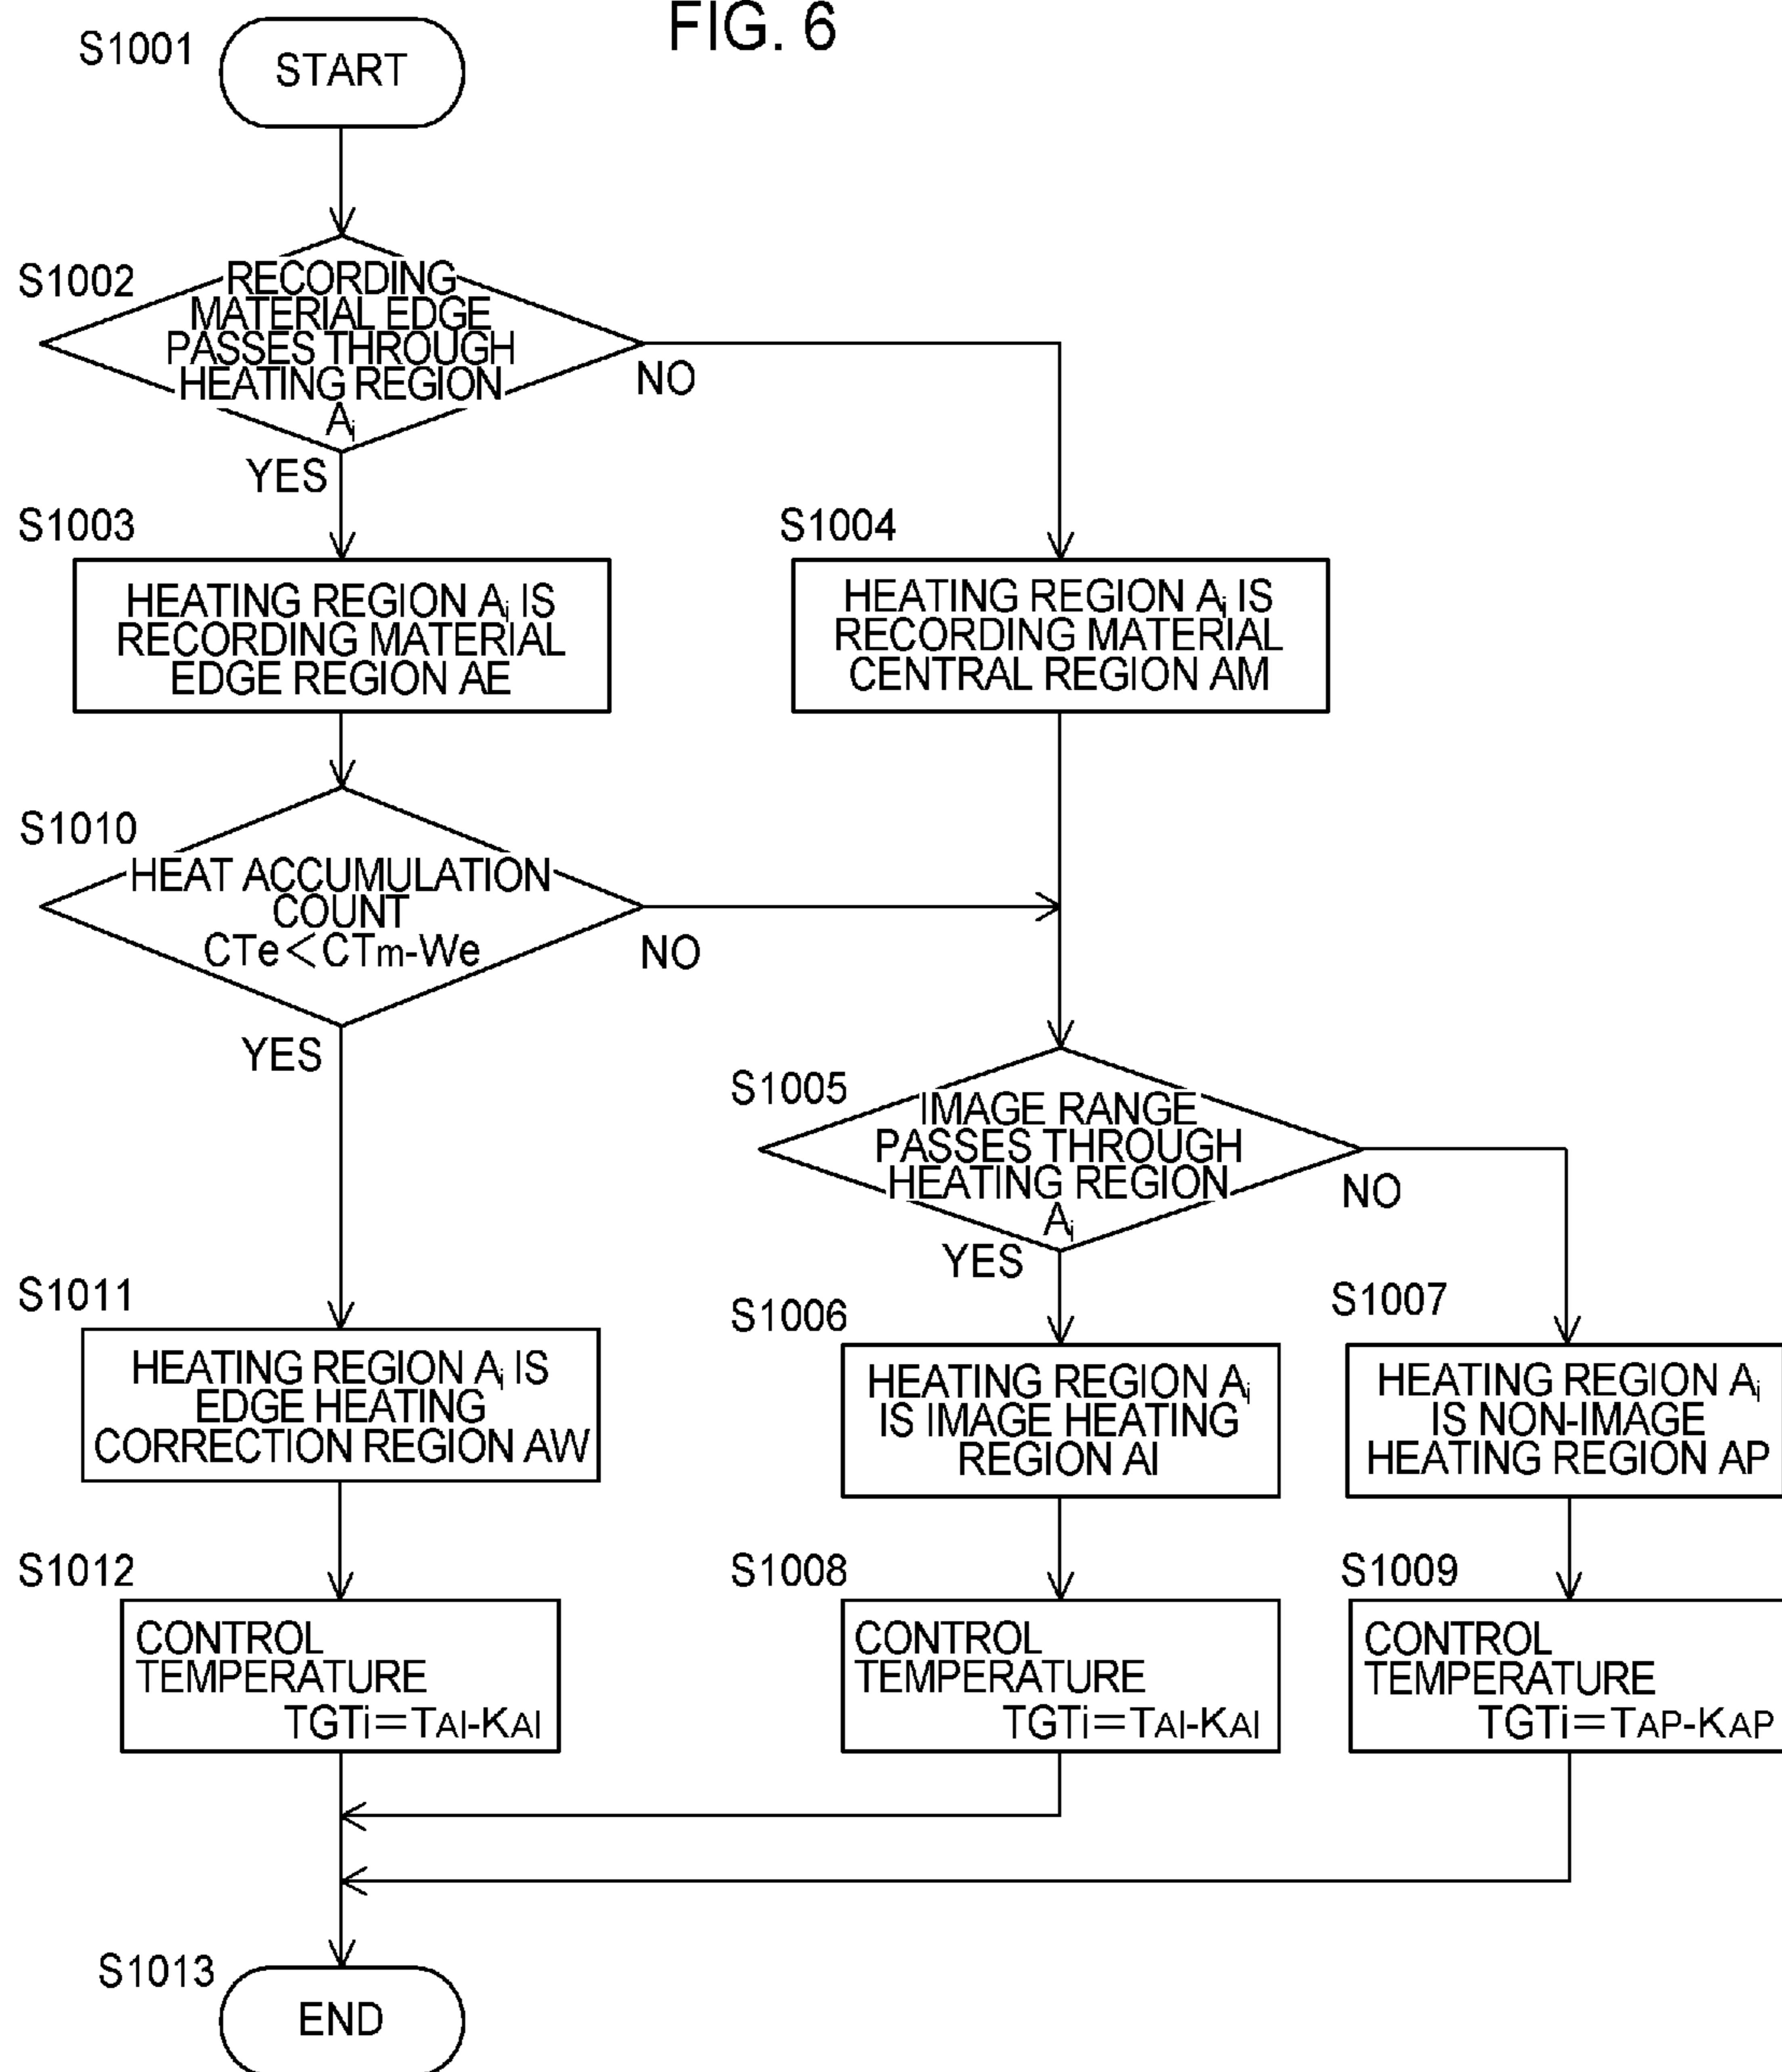 FIG. 6
S1001
START
S1002
RECORDING
MATERIAL EDGE
PASSES THROUGH
HEATING REGION
Ai
NO
YES
S1003
HEATING REGION Ai IS
RECORDING MATERIAL
EDGE REGION AE
S1004
HEATING REGION Ai IS
RECORDING MATERIAL
CENTRAL REGION AM
S1010
HEAT ACCUMULATION
COUNT
CTe<CTm-We
NO
YES
S1005
IMAGE RANGE
PASSES THROUGH
HEATING REGION
Ai
NO
YES
S1011
HEATING REGION Ai IS
EDGE HEATING
CORRECTION REGION AW
S1006
HEATING REGION Ai
IS IMAGE HEATING
REGION AI
S1007
HEATING REGION Ai
IS NON-IMAGE
HEATING REGION AP
S1012
CONTROL
TEMPERATURE
TGTi=TAI-KAI
S1008
CONTROL
TEMPERATURE
TGTi=TAI-KAI
S1009
CONTROL
TEMPERATURE
TGTi=TAP-KAP
S1013
END